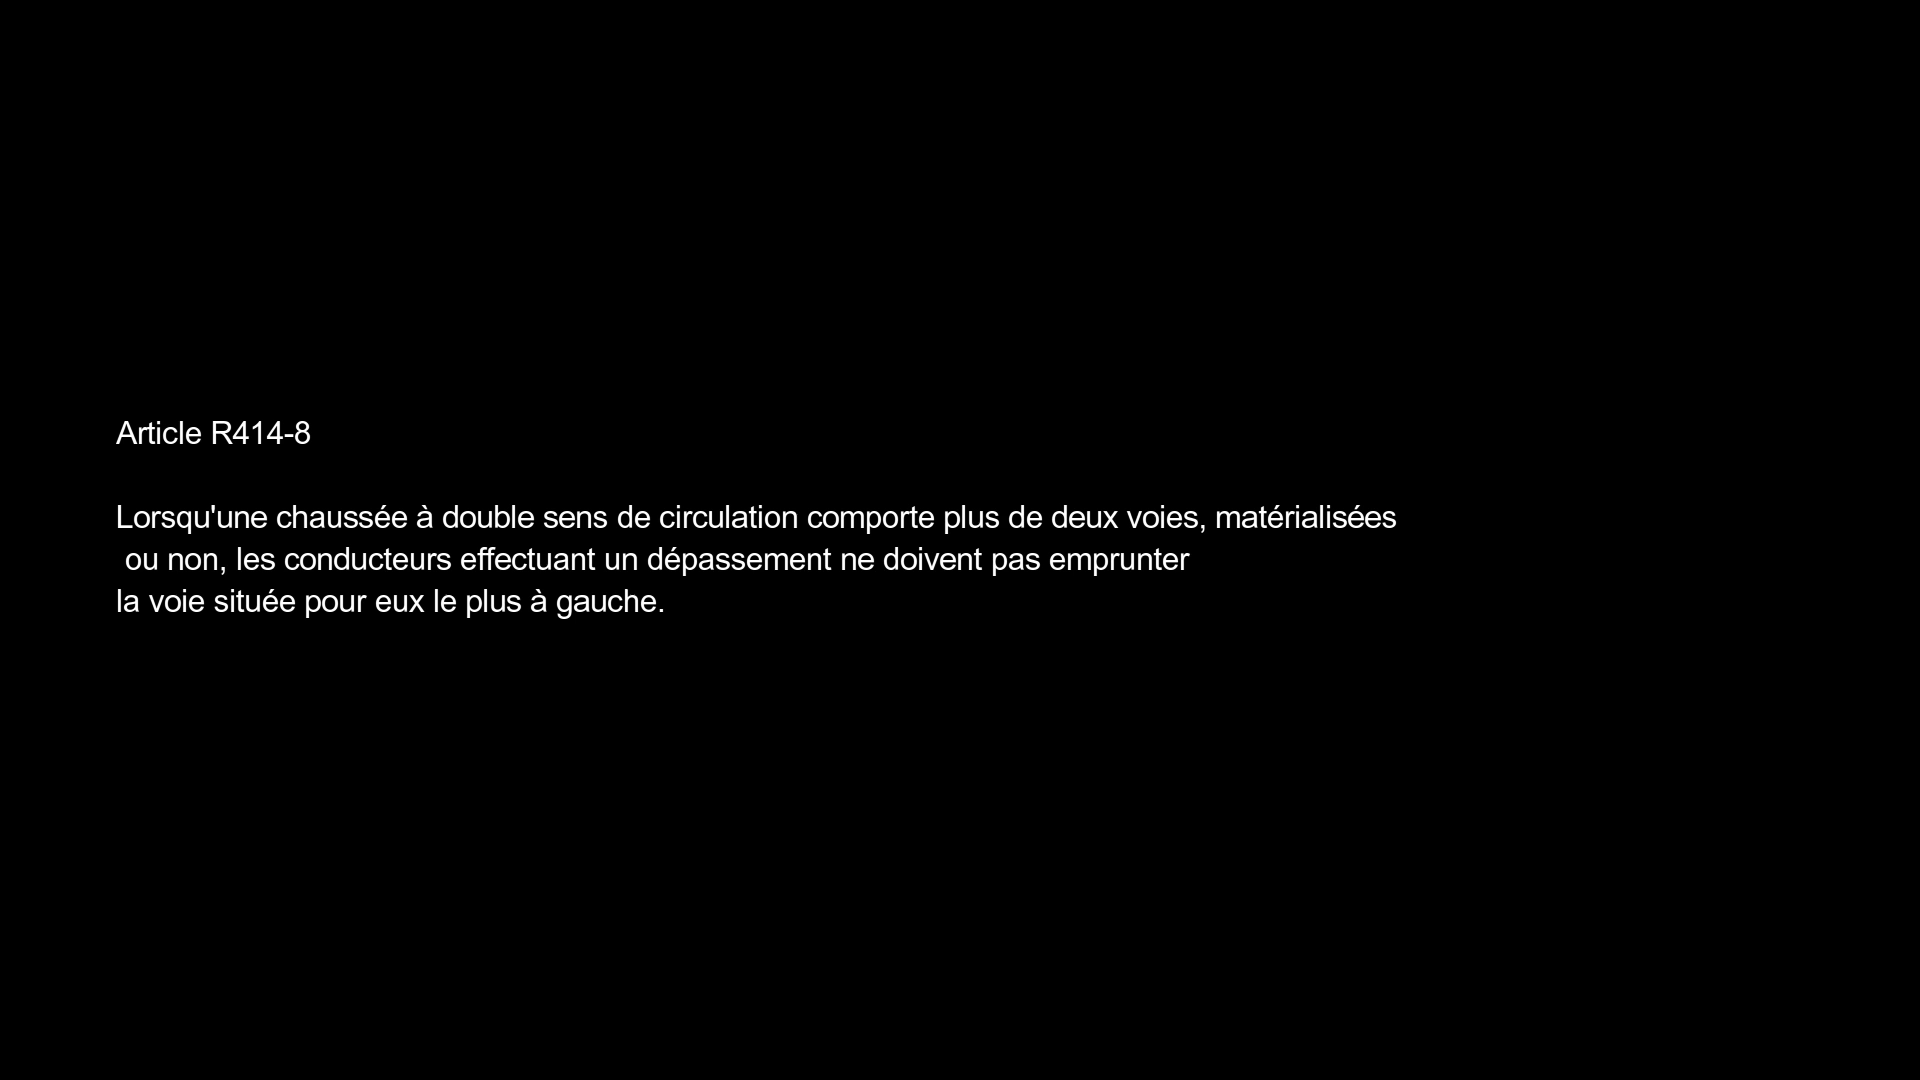 Article R414-8
Lorsqu'une chaussée à double sens de circulation comporte plus de deux voies, matérialisées
ou non, les conducteurs effectuant un dépassement ne doivent pas emprunter
la voie située pour eux le plus à gauche.